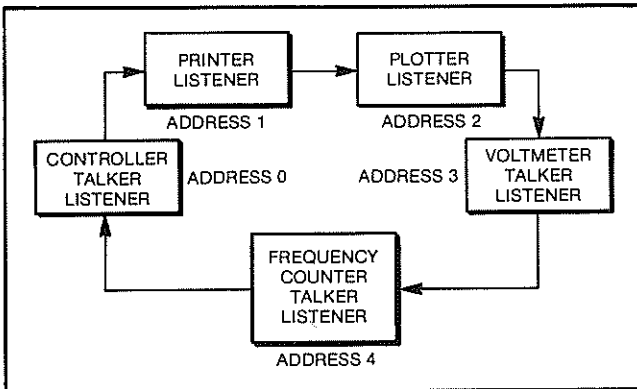 PRINTER
LISTENER
ADDRESS 1
PLOTTER
LISTENER
ADDRESS 2
CONTROLLER
TALKER
LISTENER
ADDRESS 0
ADDRESS 3
VOLTMETER
TALKER
LISTENER
FREQUENCY
COUNTER
TALKER
LISTENER
ADDRESS 4